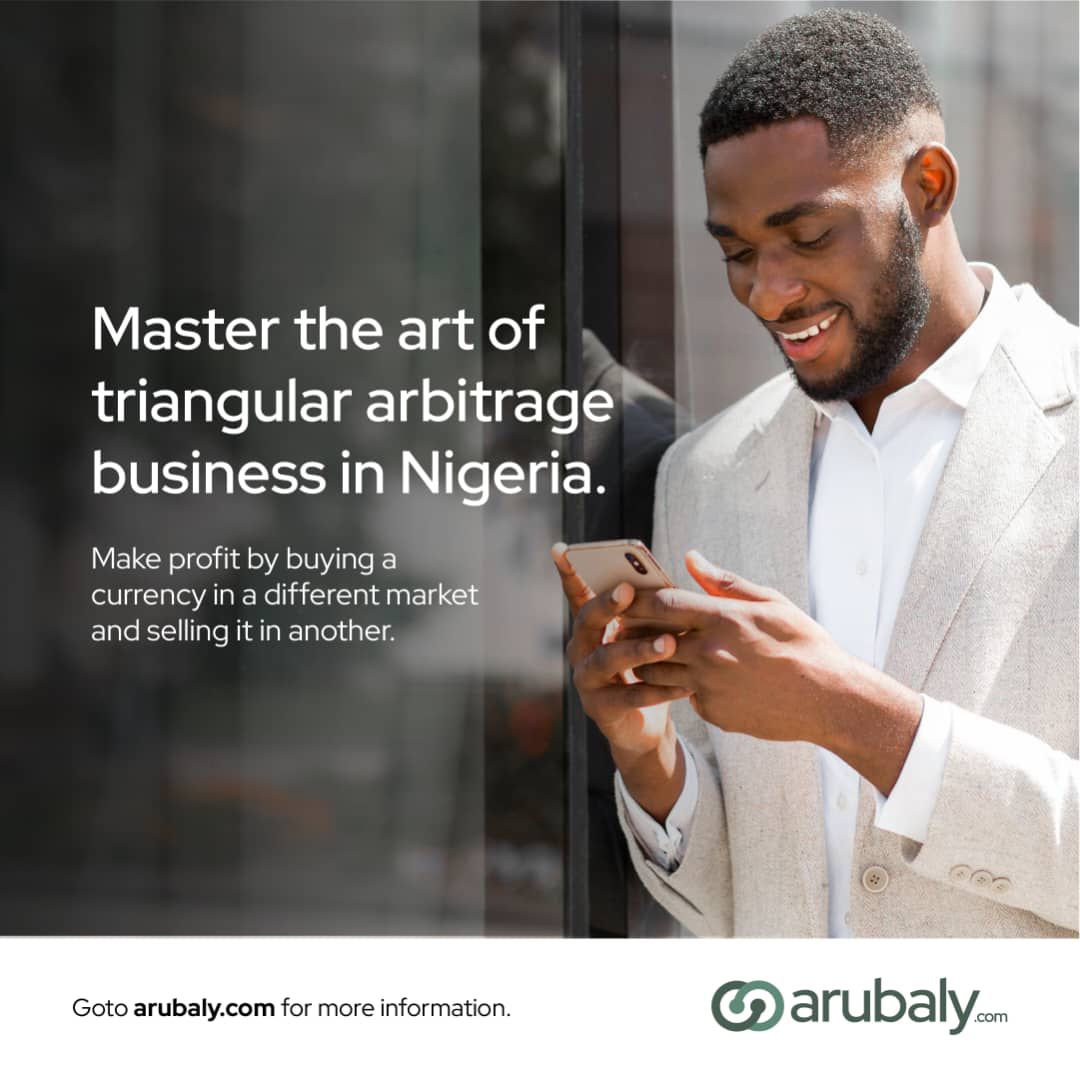 Master the art of
triangular arbitrage
business in Nigeria.
Make profit by buying a
currency in a different market
and selling it in another.
Goto arubaly.com for more information.
arubaly.com